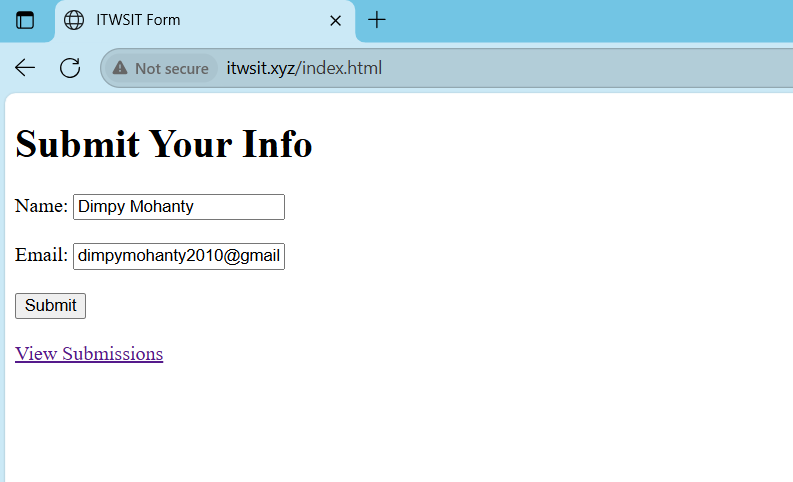 ITWSIT Form
Not secure itwsit.xyz/index.html
Submit Your Info
Name: Dimpy Mohanty
Email: dimpymohanty2010@gmail
Submit
View Submissions